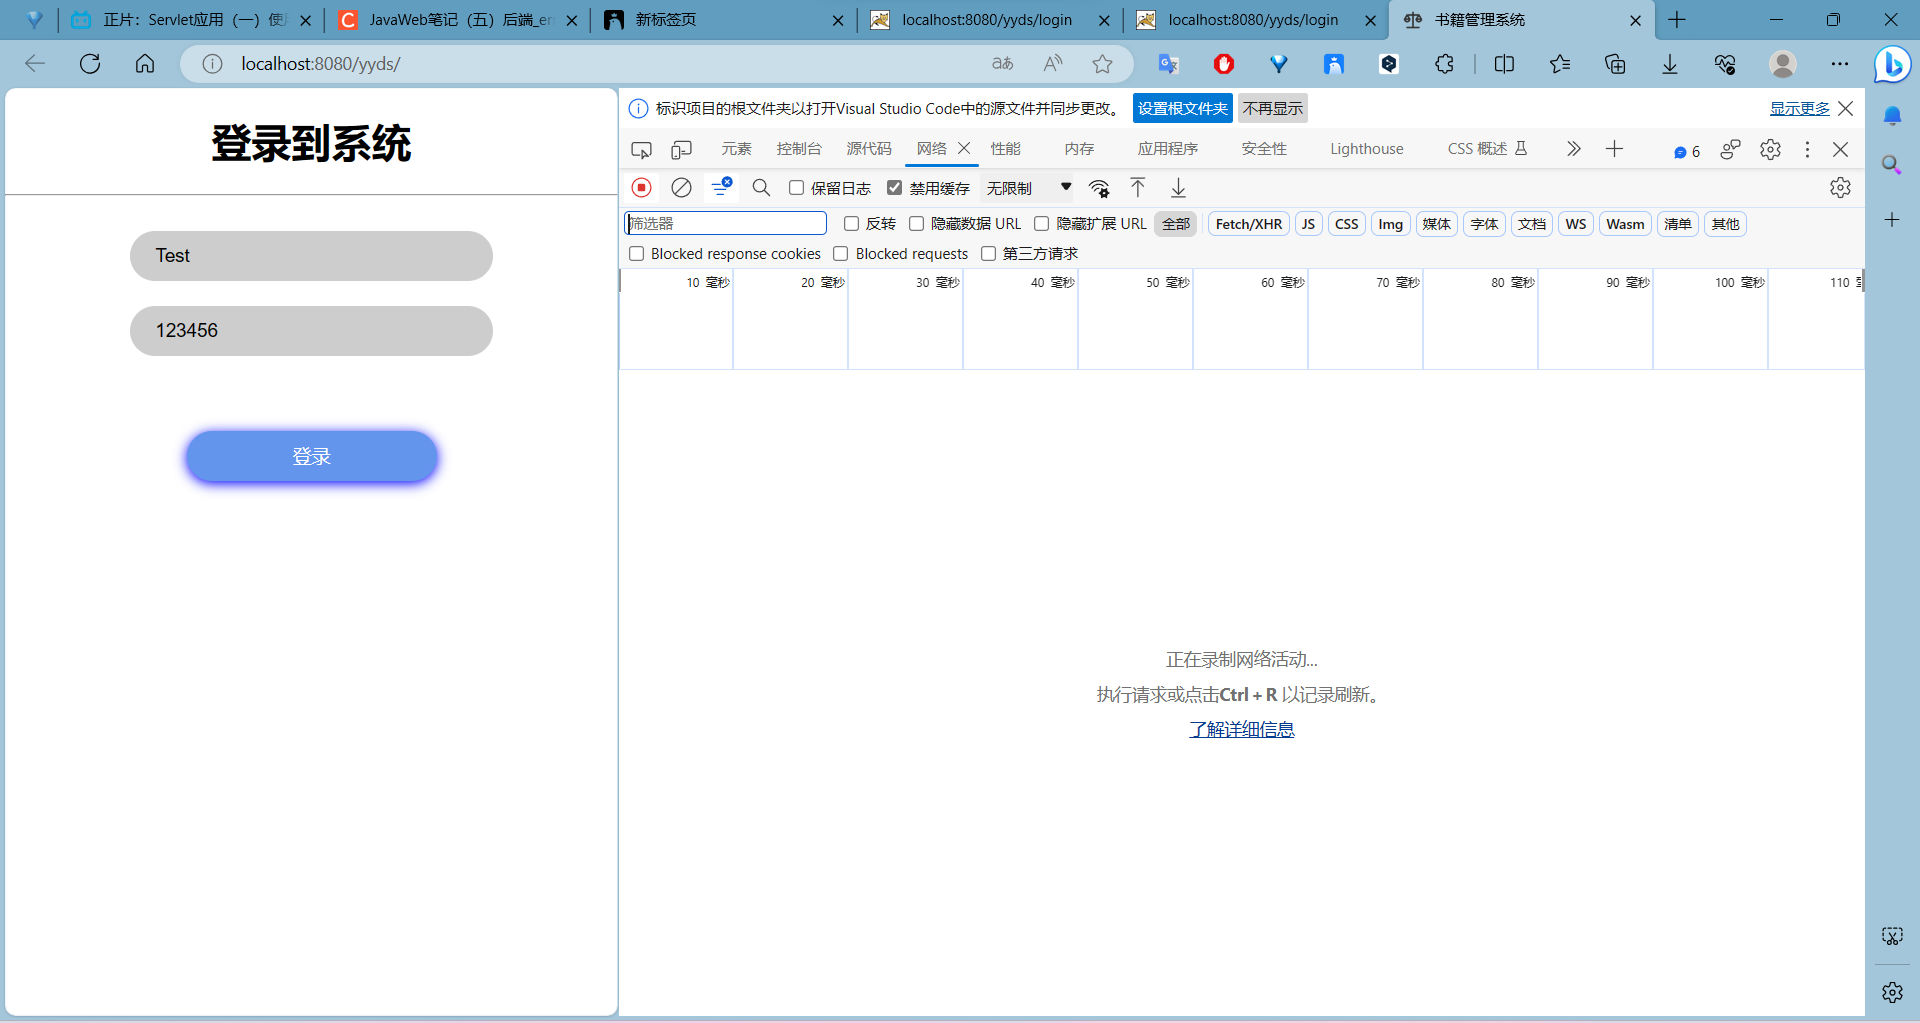 正片：Servlet应用（一）使
JavaWeb笔记（五）后端_en
新标签页
localhost:8080/yyds/login
localhost:8080/yyds/login
书籍管理系统
localhost:8080/yyds/
登录到系统
Test
123456
登录
标识项目的根文件夹以打开Visual Studio Code中的源文件并同步更改。 设置根文件夹 不再显示 显示更多
元素 控制台 源代码 网络 性能 内存 应用程序 安全性 Lighthouse CSS 概述 6
保留日志 禁用缓存 无限制
筛选器 反转 隐藏数据 URL 隐藏扩展 URL 全部 Fetch/XHR JS CSS Img 媒体 字体 文档 WS Wasm 清单 其他
Blocked response cookies Blocked requests 第三方请求
10 毫秒 20 毫秒 30 毫秒 40 毫秒 50 毫秒 60 毫秒 70 毫秒 80 毫秒 90 毫秒 100 毫秒 110
正在录制网络活动...
执行请求或点击Ctrl + R 以记录刷新。
了解详细信息